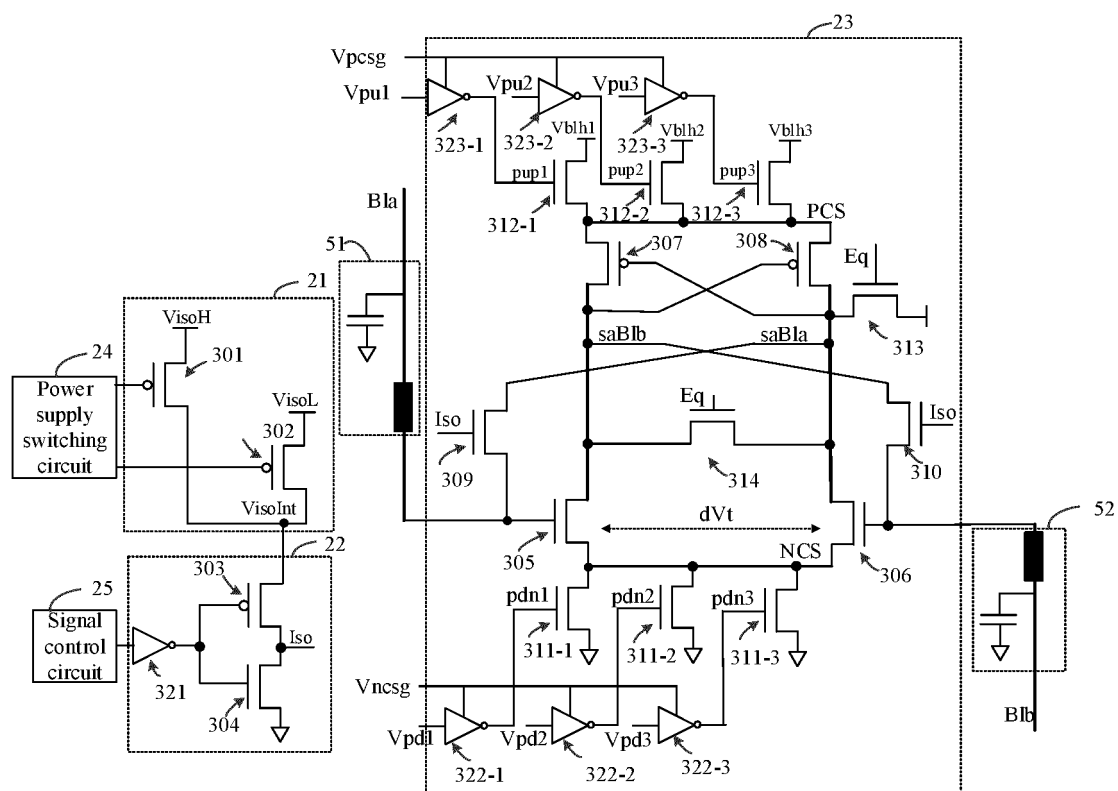 23
Vpcsg
Vpu1
Vpu2
Vpu3
323-1
323-2
323-3
Vblh1
Vblh2
Vblh3
pup1
pup2
pup3
312-1
312-2
312-3
PCS
BIa
51
307
308
Eq
313
21
VisoH
301
24
Power
supply
switching
circuit
VisoL
302
VisoInt
saBIb
saBIa
Iso
309
Eq
314
Iso
310
dVt
305
NCS
306
52
22
303
25
Signal
control
circuit
321
Iso
304
pdn1
pdn2
pdn3
311-1
311-2
311-3
Vncsg
Vpd1
Vpd2
Vpd3
322-1
322-2
322-3
BIb